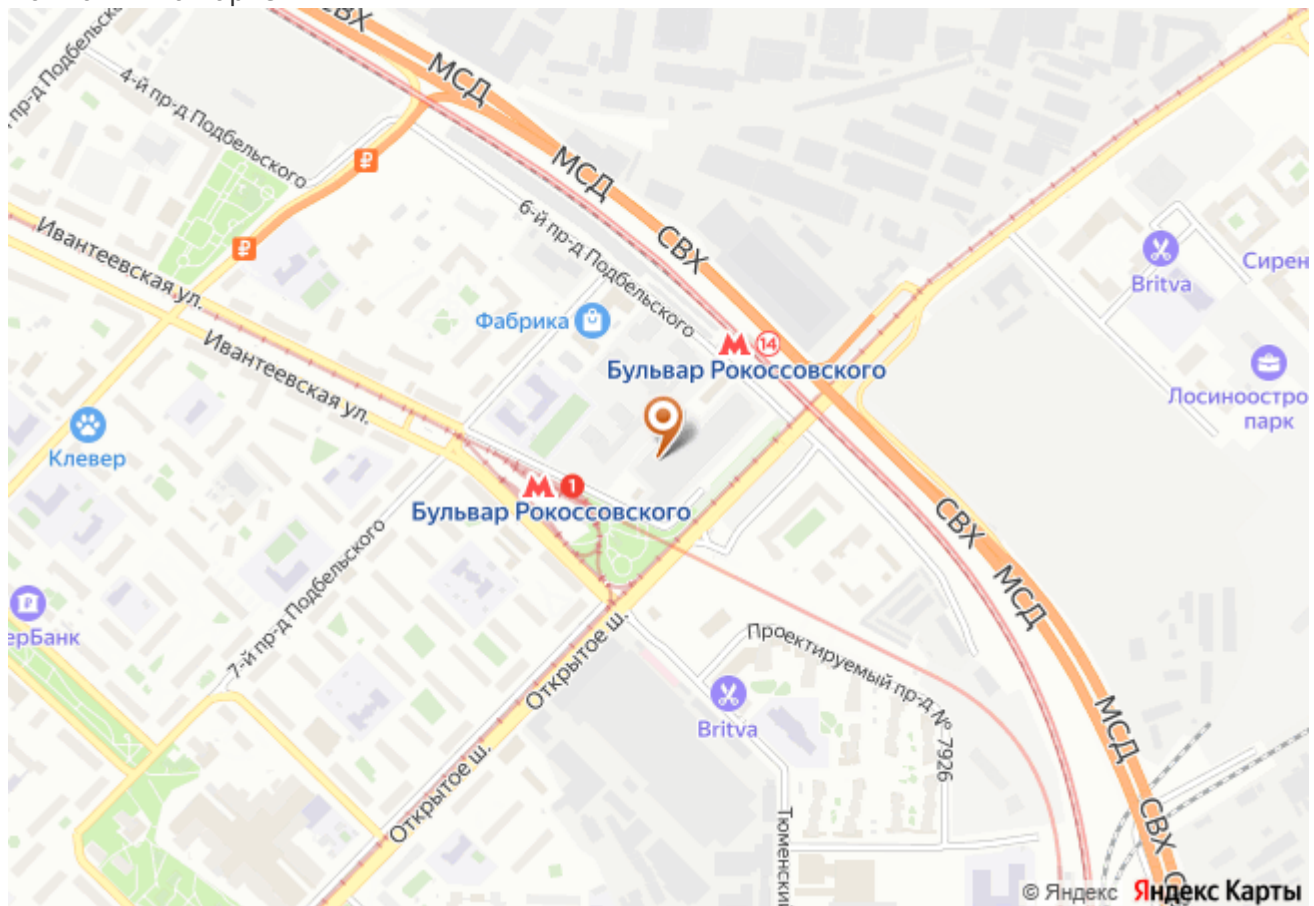 СВХ
МСД
пр-д Подбельского
4-й пр-д Подбельского
МСД
6-й пр-д Подбельского
СВХ
Britva
Сирен
Ивантеевская ул.
Фабрика
14
Бульвар Рокоссовского
Ивантеевская ул.
Лосиноостро
парк
Клевер
1
Бульвар Рокоссовского
СВХ
МСД
7-й пр-д Подбельского
ерБанк
Открытое ш.
Проектируемый пр-д № 7926
Britva
МСД
Открытое ш.
Тюменский
СВХ
© Яндекс Яндекс Карты